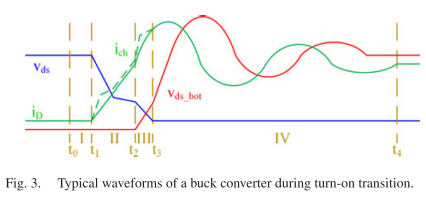 i_ch
v_ds
v_ds_bot
i_D
I II III IV
t_0 t_1 t_2 t_3 t_4
Fig. 3. Typical waveforms of a buck converter during turn-on transition.